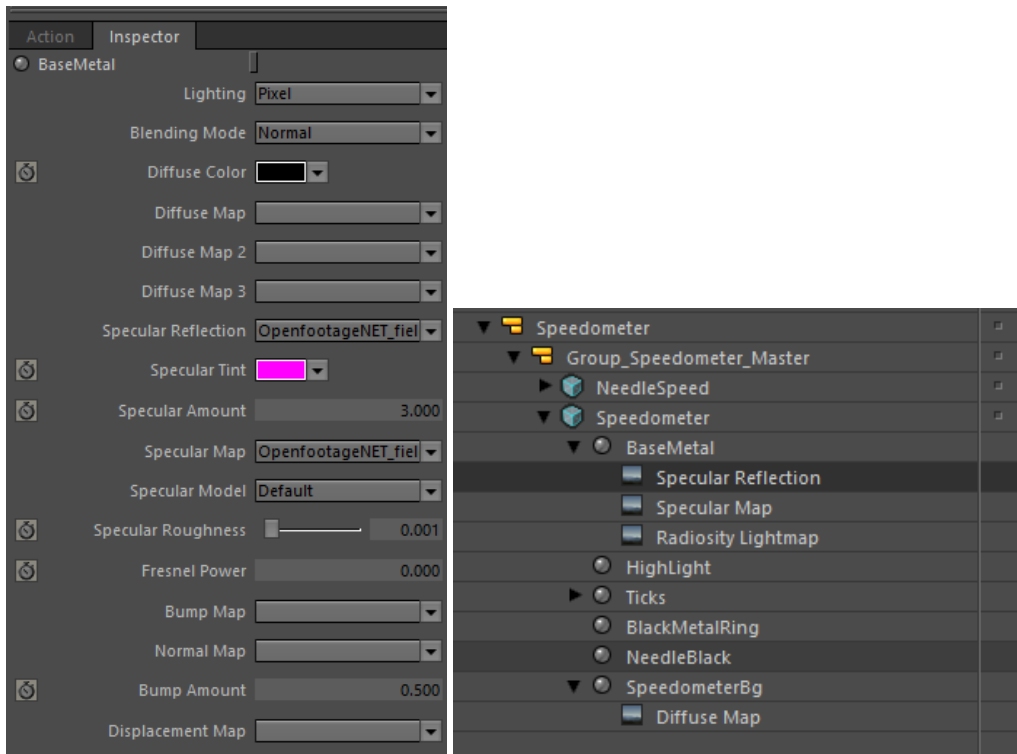 Action Inspector
BaseMetal
Lighting Pixel
Blending Mode Normal
Diffuse Color
Diffuse Map
Diffuse Map 2
Diffuse Map 3
Specular Reflection OpenfootageNET_fiel
Specular Tint
Specular Amount 3.000
Specular Map OpenfootageNET_fiel
Specular Model Default
Specular Roughness 0.001
Fresnel Power 0.000
Bump Map
Normal Map
Bump Amount 0.500
Displacement Map
Speedometer
Group_Speedometer_Master
NeedleSpeed
Speedometer
BaseMetal
Specular Reflection
Specular Map
Radiosity Lightmap
HighLight
Ticks
BlackMetalRing
NeedleBlack
SpeedometerBg
Diffuse Map